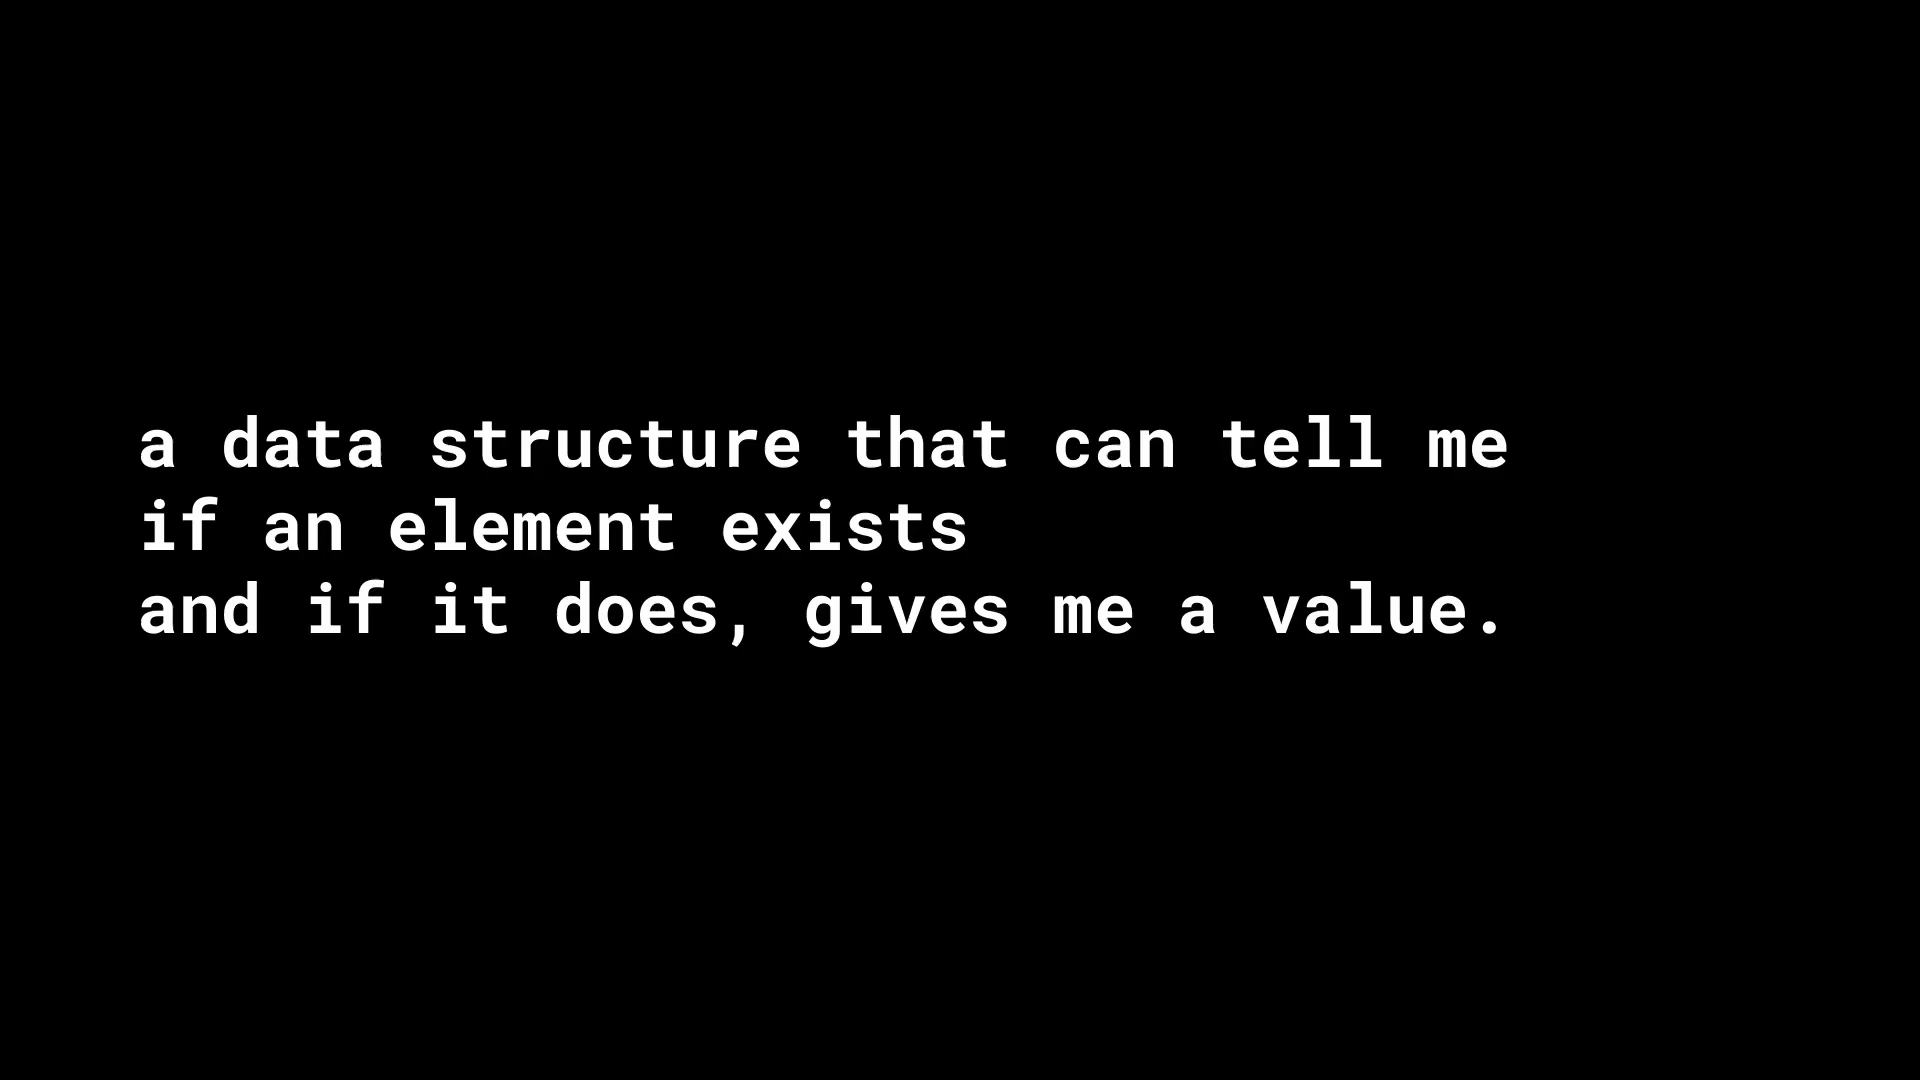 a data structure that can tell me
if an element exists
and if it does, gives me a value.